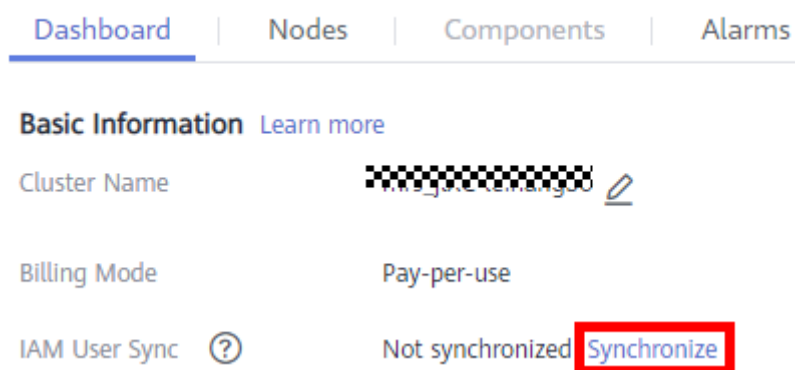 Dashboard Nodes Components Alarms
Basic Information Learn more
Cluster Name
Billing Mode Pay-per-use
IAM User Sync ? Not synchronized Synchronize